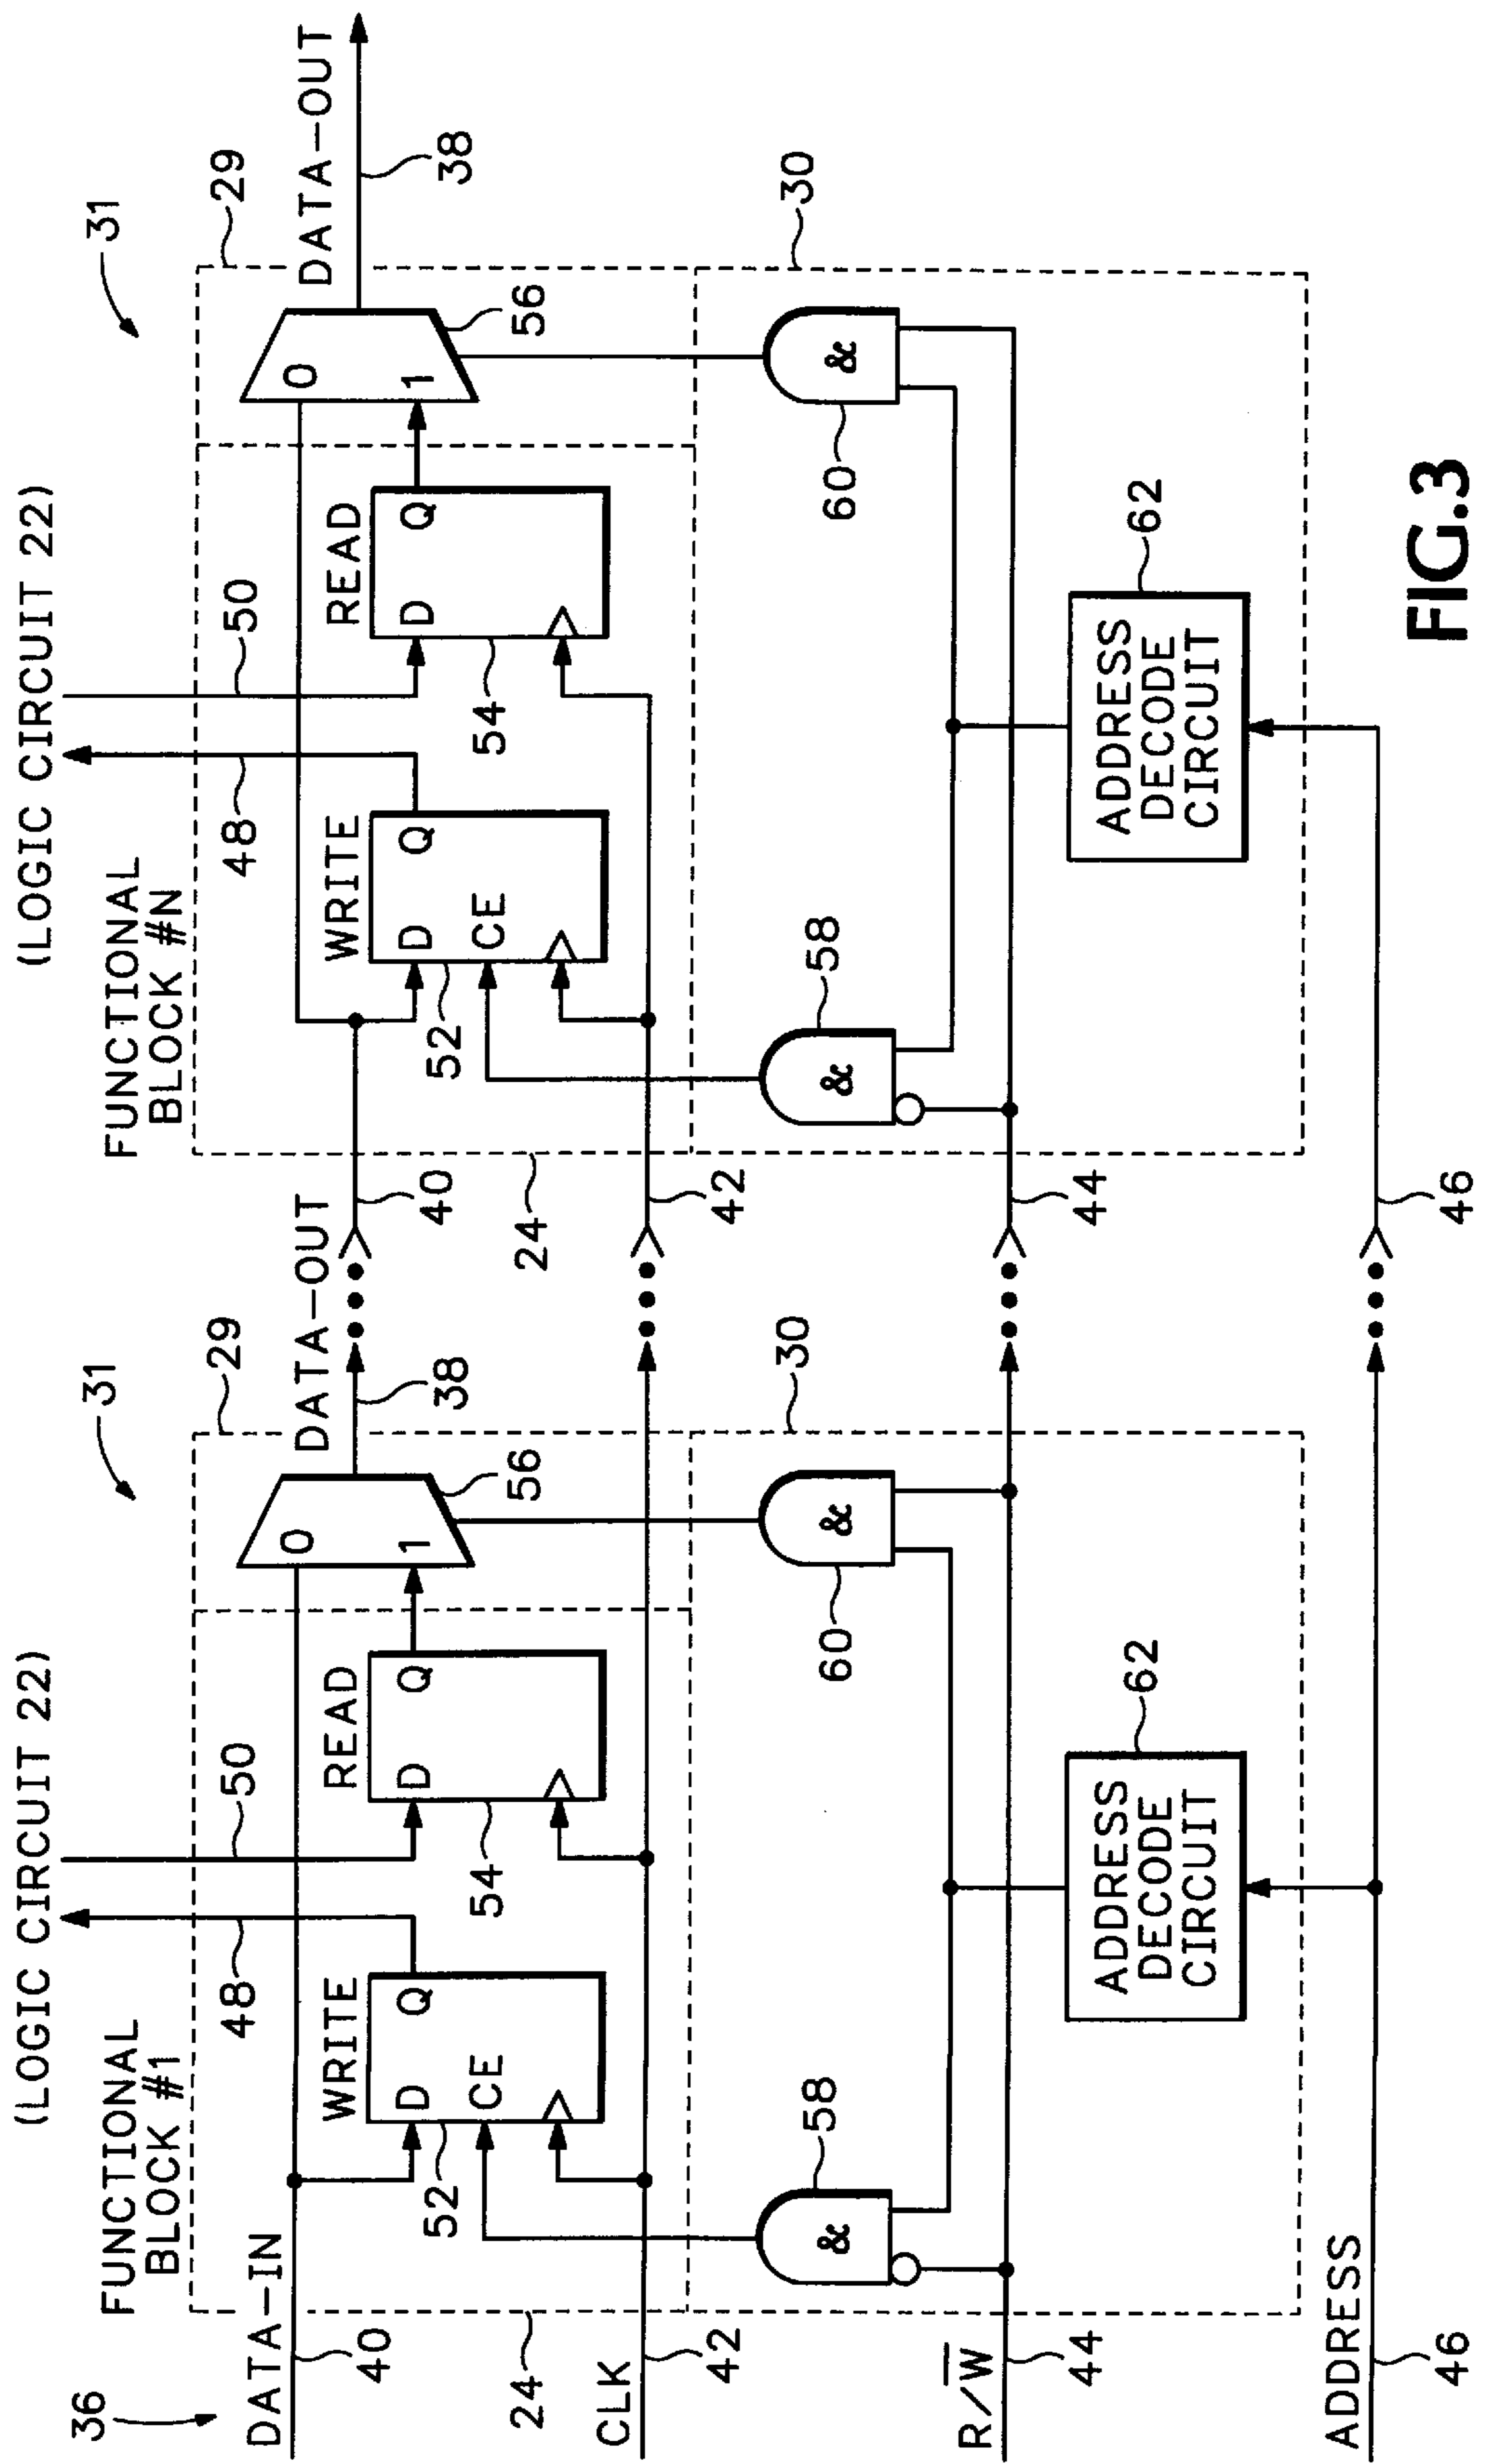 (LOGIC CIRCUIT 22)
(LOGIC CIRCUIT 22)
FUNCTIONAL
BLOCK #1
FUNCTIONAL
BLOCK #N
36
31
31
48
50
29
48
50
29
DATA-IN
40
DATA-OUT
38
40
DATA-OUT
38
WRITE
D
Q
CE
52
READ
D
Q
54
0
1
56
WRITE
D
Q
CE
52
READ
D
Q
54
0
1
56
24
24
CLK
42
42
30
30
&
58
&
60
&
58
&
60
R/W̅
44
44
ADDRESS
DECODE
CIRCUIT
62
ADDRESS
DECODE
CIRCUIT
62
ADDRESS
46
46
FIG.3